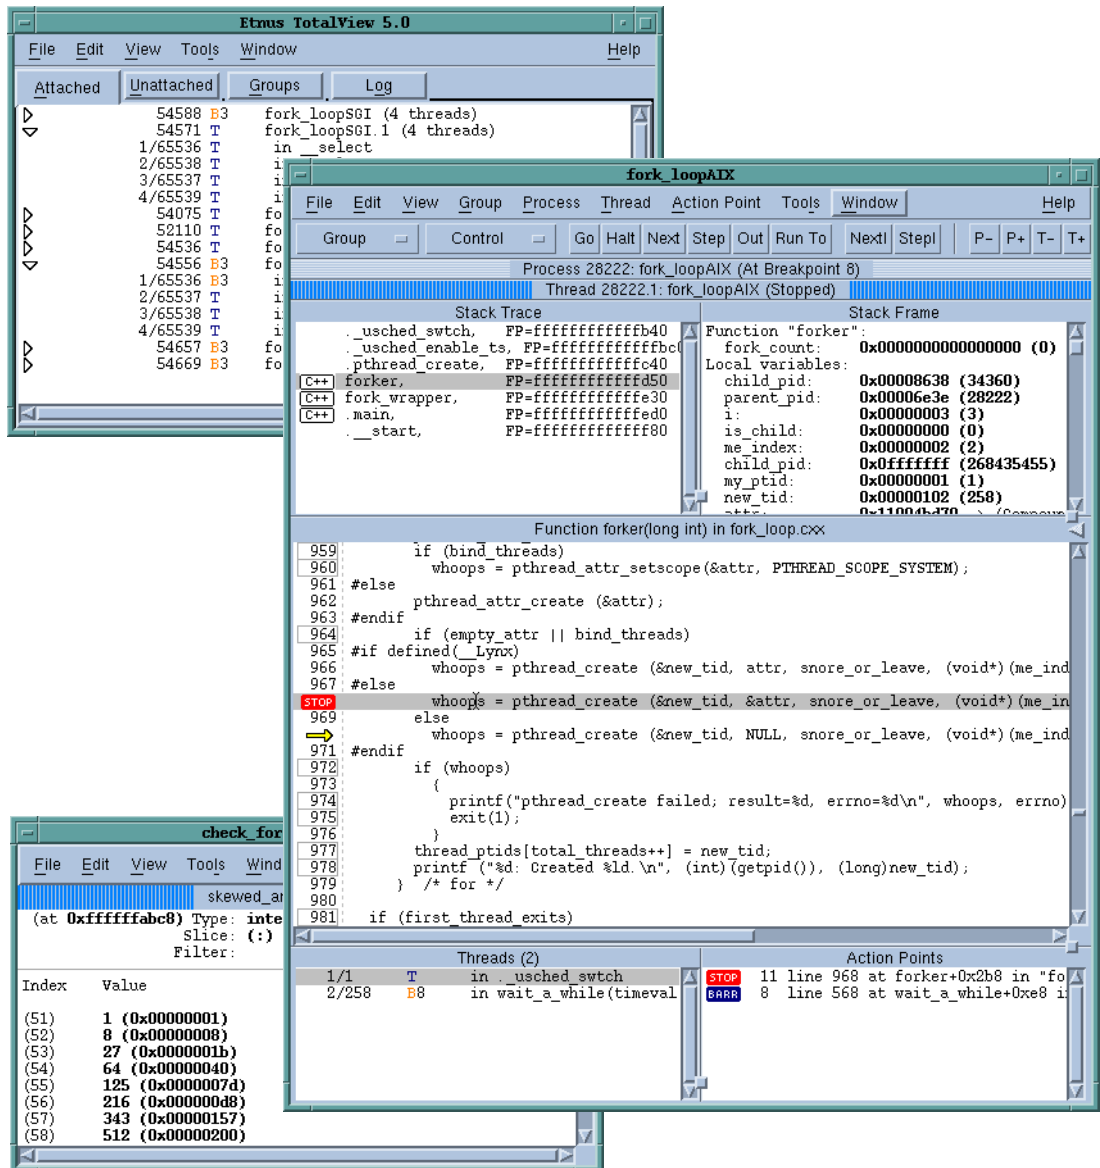 Etnus TotalView 5.0
File Edit View Tools Window Help
Attached Unattached Groups Log
54588 B3 fork_loopSGI (4 threads)
54571 T fork_loopSGI.1 (4 threads)
1/65536 T in __select
2/65538 T
3/65537 T
4/65539 T
54075 T
52110 T
54536 T
54556 B3
1/65536 B3
2/65537 T
3/65538 T
4/65539 T
54657 B3
54669 B3
fork_loopAIX
File Edit View Group Process Thread Action Point Tools Window Help
Group Control Go Halt Next Step Out Run To NextI StepI P- P+ T- T+
Process 28222: fork_loopAIX (At Breakpoint 8)
Thread 28222.1: fork_loopAIX (Stopped)
Stack Trace
._usched_swtch, FP=fffffffffffffb40
._usched_enable_ts, FP=fffffffffffffbc0
.pthread_create, FP=fffffffffffffc40
C++ forker, FP=fffffffffffffd50
C++ fork_wrapper, FP=fffffffffffffe30
C++ .main, FP=fffffffffffffed0
.__start, FP=ffffffffffffff80
Stack Frame
Function "forker":
fork_count: 0x0000000000000000 (0)
Local variables:
child_pid: 0x00008638 (34360)
parent_pid: 0x00006e3e (28222)
i: 0x00000003 (3)
is_child: 0x00000000 (0)
me_index: 0x00000002 (2)
child_pid: 0x0fffffff (268435455)
my_ptid: 0x00000001 (1)
new_tid: 0x00000102 (258)
Function forker(long int) in fork_loop.cxx
959 if (bind_threads)
960 whoops = pthread_attr_setscope(&attr, PTHREAD_SCOPE_SYSTEM);
961 #else
962 pthread_attr_create (&attr);
963 #endif
964 if (empty_attr || bind_threads)
965 #if defined(__Lynx)
966 whoops = pthread_create (&new_tid, attr, snore_or_leave, (void*)(me_ind
967 #else
STOP whoops = pthread_create (&new_tid, &attr, snore_or_leave, (void*)(me_in
969 else
whoops = pthread_create (&new_tid, NULL, snore_or_leave, (void*)(me_ind
971 #endif
972 if (whoops)
973 {
974 printf("pthread_create failed; result=%d, errno=%d\n", whoops, errno)
975 exit(1);
976 }
977 thread_ptids[total_threads++] = new_tid;
978 printf ("%d: Created %ld.\n", (int)(getpid()), (long)new_tid);
979 } /* for */
980
981 if (first_thread_exits)
Threads (2)
1/1 T in ._usched_swtch
2/258 B8 in wait_a_while(timeval
Action Points
STOP 11 line 968 at forker+0x2b8 in "fo
BARR 8 line 568 at wait_a_while+0xe8 i
check_for
File Edit View Tools Wind
skewed_ar
(at 0xffffffabc8) Type: inte
Slice: (:)
Filter:
Index Value
(51) 1 (0x00000001)
(52) 8 (0x00000008)
(53) 27 (0x0000001b)
(54) 64 (0x00000040)
(55) 125 (0x0000007d)
(56) 216 (0x000000d8)
(57) 343 (0x00000157)
(58) 512 (0x00000200)